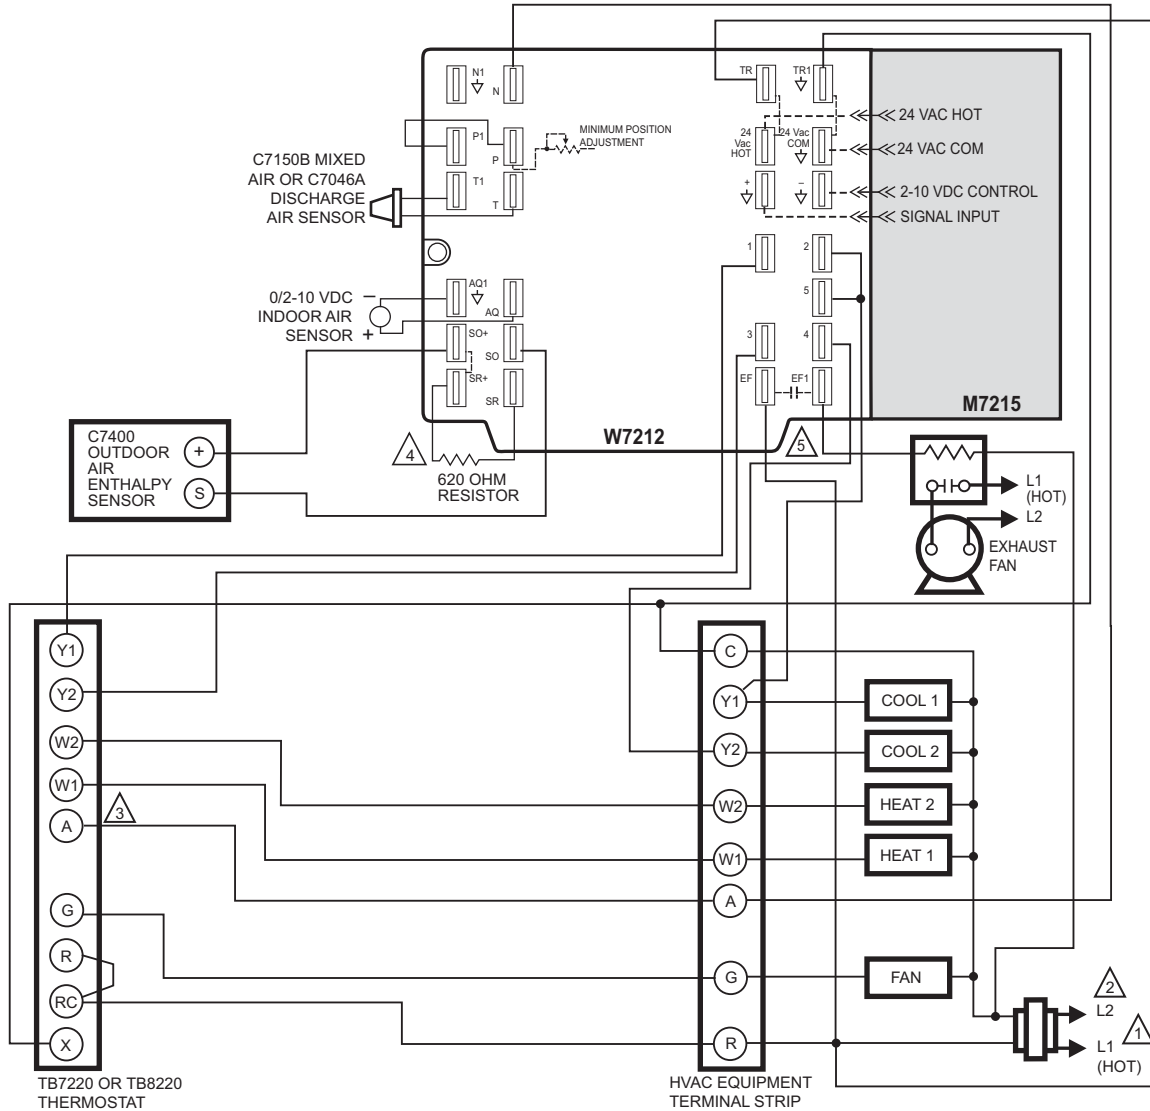 N1
N
TR
TR1
24 VAC HOT
P1
P
MINIMUM POSITION
ADJUSTMENT
24
Vac
HOT
24 Vac
COM
24 VAC COM
C7150B MIXED
AIR OR C7046A
DISCHARGE
AIR SENSOR
T1
T
+
–
2-10 VDC CONTROL
SIGNAL INPUT
1
2
0/2-10 VDC –
INDOOR AIR
SENSOR +
AQ1
AQ
5
SO+
SO
3
4
SR+
SR
EF
EF1
M7215
W7212
C7400
OUTDOOR
AIR
ENTHALPY
SENSOR
+
S
4
620 OHM
RESISTOR
5
L1
(HOT)
L2
EXHAUST
FAN
Y1
Y2
W2
W1
A
3
G
R
RC
X
TB7220 OR TB8220
THERMOSTAT
C
Y1
Y2
W2
W1
A
G
R
HVAC EQUIPMENT
TERMINAL STRIP
COOL 1
COOL 2
HEAT 2
HEAT 1
FAN
2
L2
1
L1
(HOT)